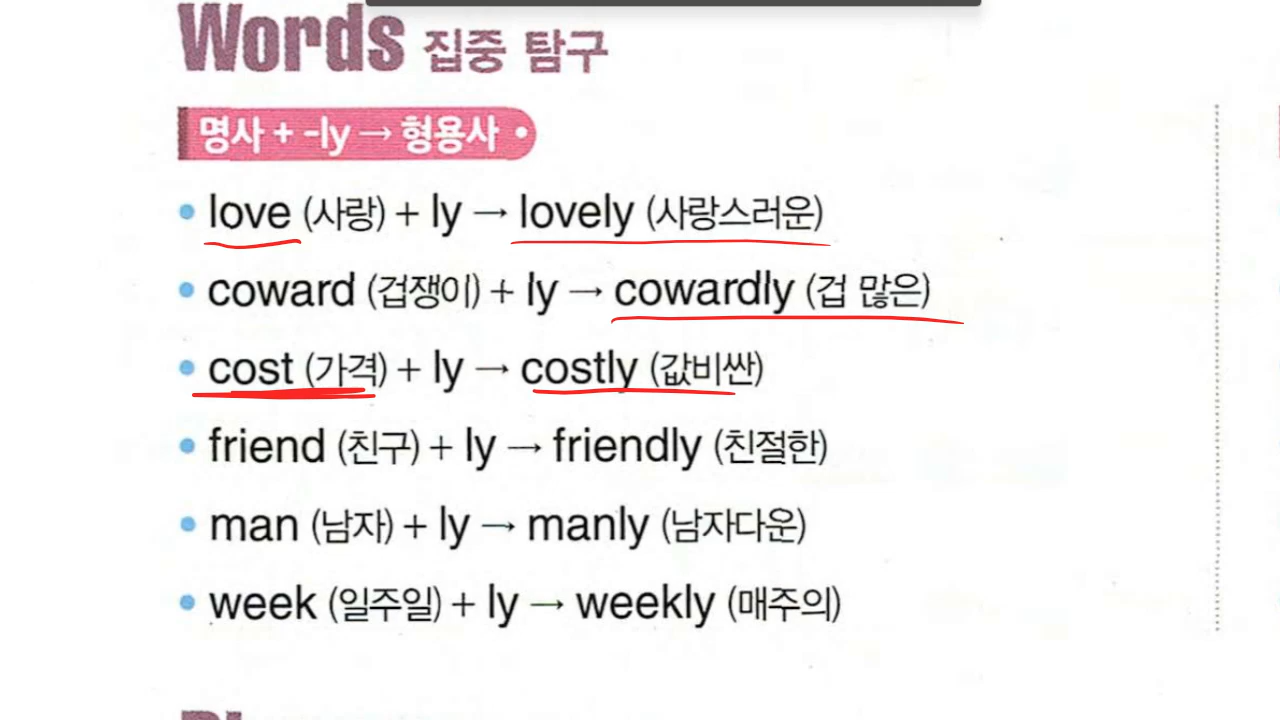 Words 집중 탐구
명사 + -ly → 형용사
love (사랑) + ly → lovely (사랑스러운)
coward (겁쟁이) + ly → cowardly (겁 많은)
cost (가격) + ly → costly (값비싼)
friend (친구) + ly → friendly (친절한)
man (남자) + ly → manly (남자다운)
week (일주일) + ly → weekly (매주의)